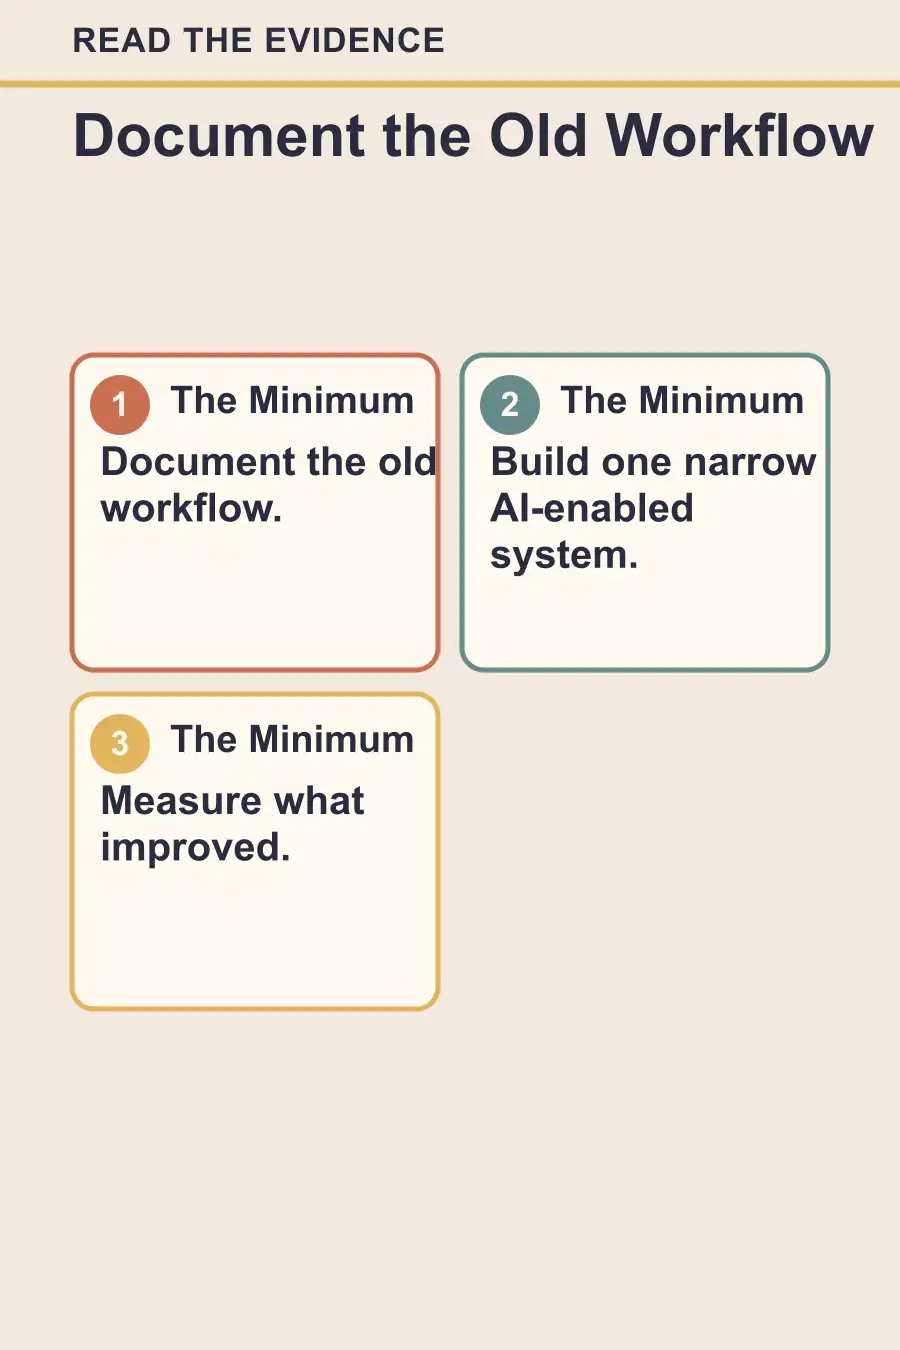 READ THE EVIDENCE
Document the Old Workflow
1
The Minimum
Document the old
workflow.
2
The Minimum
Build one narrow
AI-enabled
system.
3
The Minimum
Measure what
improved.